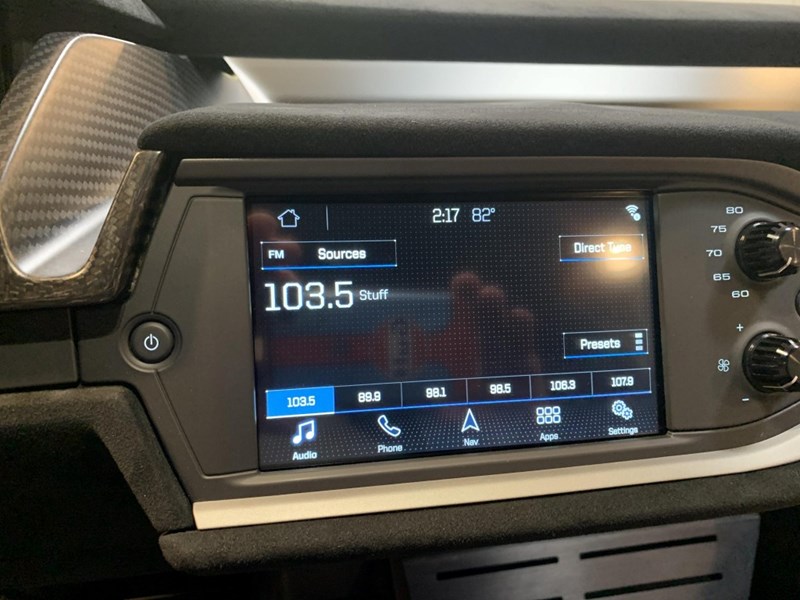 2:17 82°
FM Sources
Direct Tune
103.5 Stuff
Presets
103.5 89.9 98.1 98.5 106.3 107.9
Audio Phone Nav Apps Settings
80
75
70
65
60
+
-